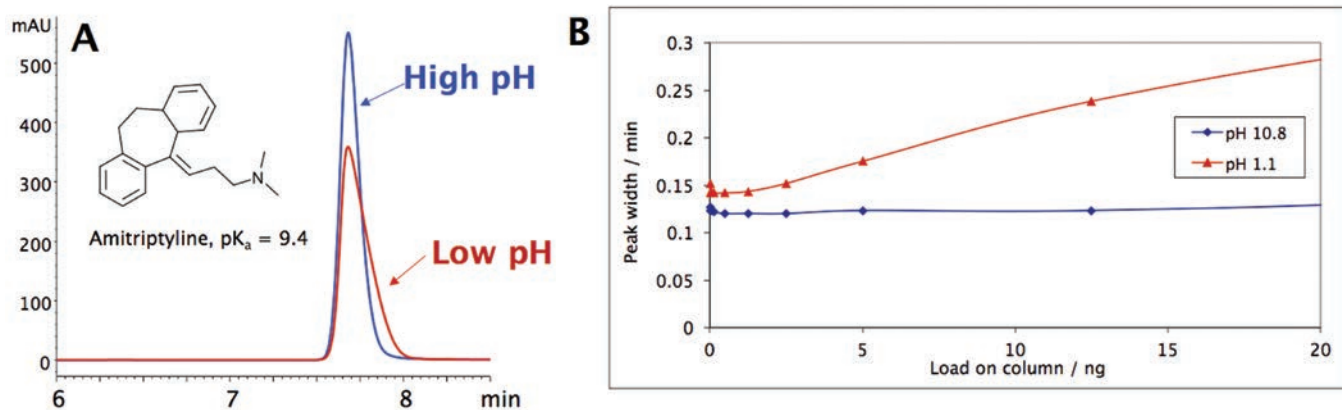 A
mAU
500
400
300
200
100
0
6
7
8
min
High pH
Low pH
N
Amitriptyline, pKₐ = 9.4
B
Peak width / min
0.3
0.25
0.2
0.15
0.1
0.05
0
0
5
10
15
20
Load on column / ng
pH 10.8
pH 1.1